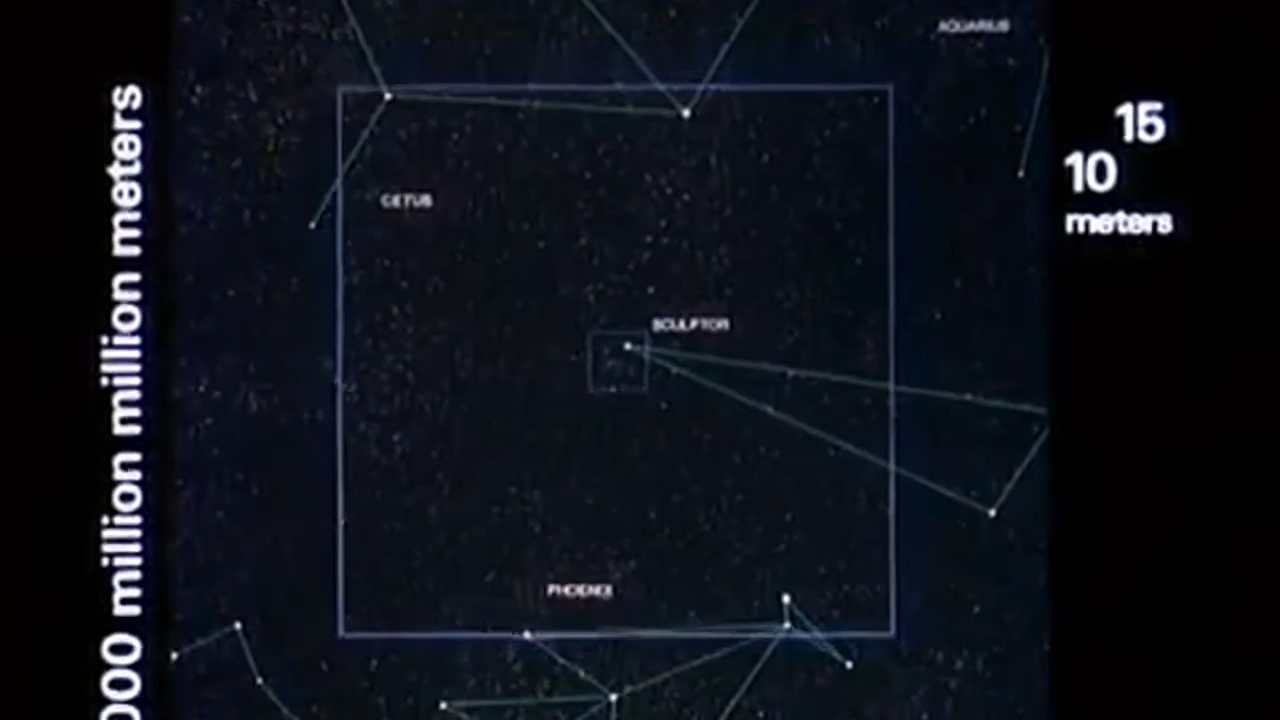 000 million million meters
AQUARIUS
CETUS
SCULPTOR
PHOENIX
15
10
meters